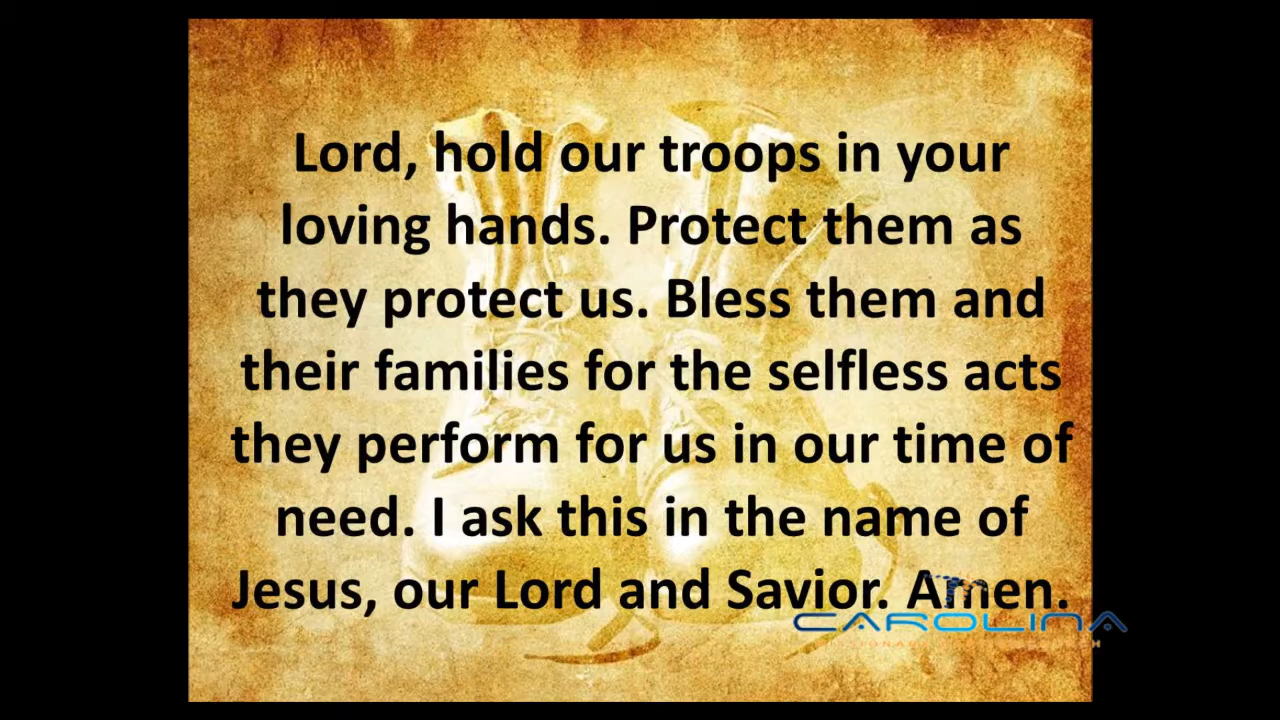 Lord, hold our troops in your
loving hands. Protect them as
they protect us. Bless them and
their families for the selfless acts
they perform for us in our time of
need. I ask this in the name of
Jesus, our Lord and Savior. Amen.
CAROLINA